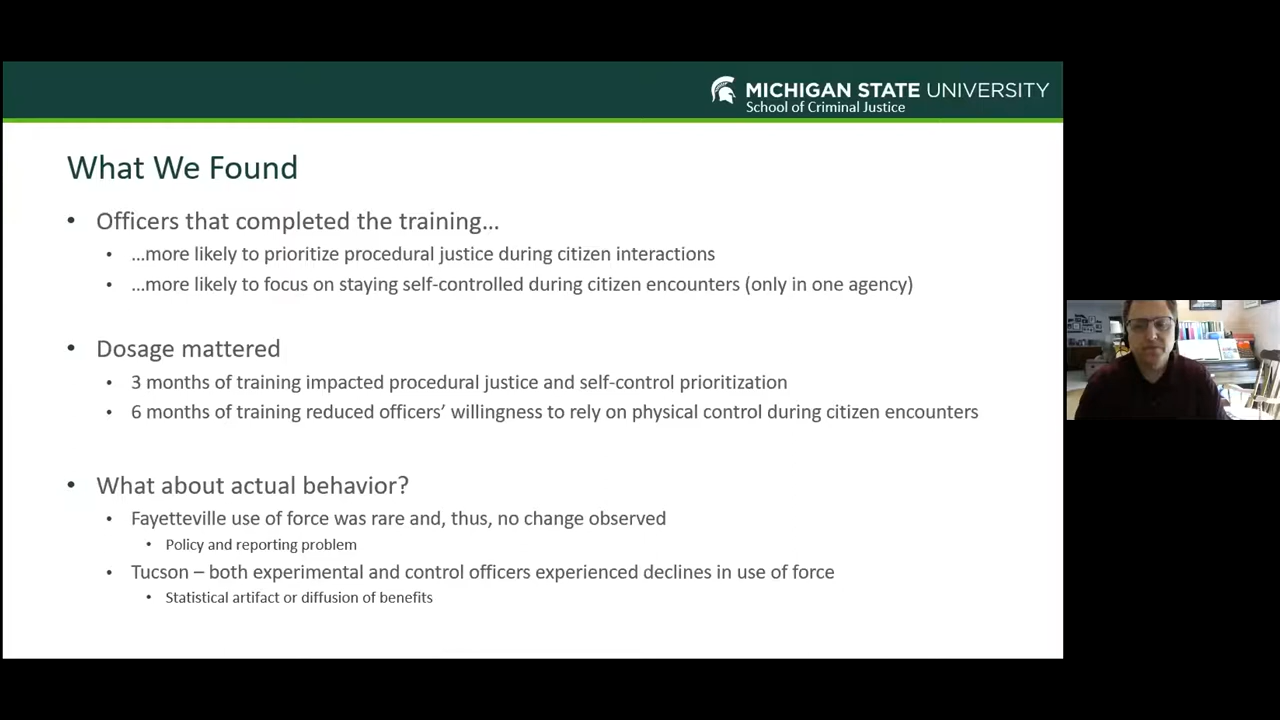 MICHIGAN STATE UNIVERSITY
School of Criminal Justice
What We Found
• Officers that completed the training…
• …more likely to prioritize procedural justice during citizen interactions
• …more likely to focus on staying self-controlled during citizen encounters (only in one agency)
• Dosage mattered
• 3 months of training impacted procedural justice and self-control prioritization
• 6 months of training reduced officers’ willingness to rely on physical control during citizen encounters
• What about actual behavior?
• Fayetteville use of force was rare and, thus, no change observed
• Policy and reporting problem
• Tucson – both experimental and control officers experienced declines in use of force
• Statistical artifact or diffusion of benefits